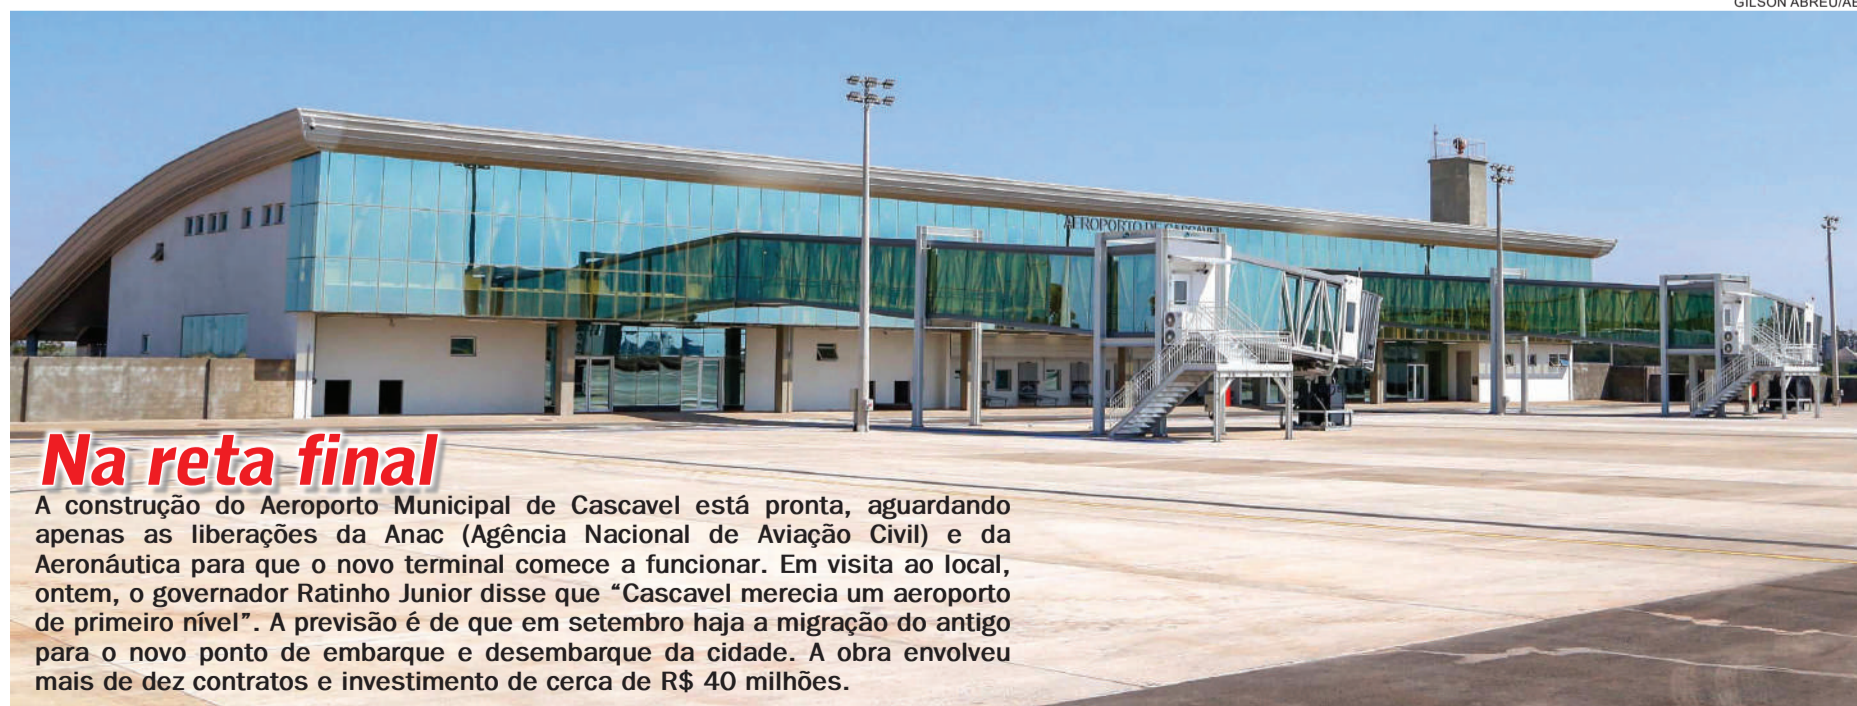 GILSON ABREU/AE
AEROPORTO DE CASCAVEL
Na reta final
A construção do Aeroporto Municipal de Cascavel está pronta, aguardando
apenas as liberações da Anac (Agência Nacional de Aviação Civil) e da
Aeronáutica para que o novo terminal comece a funcionar. Em visita ao local,
ontem, o governador Ratinho Junior disse que “Cascavel merecia um aeroporto
de primeiro nível”. A previsão é de que em setembro haja a migração do antigo
para o novo ponto de embarque e desembarque da cidade. A obra envolveu
mais de dez contratos e investimento de cerca de R$ 40 milhões.